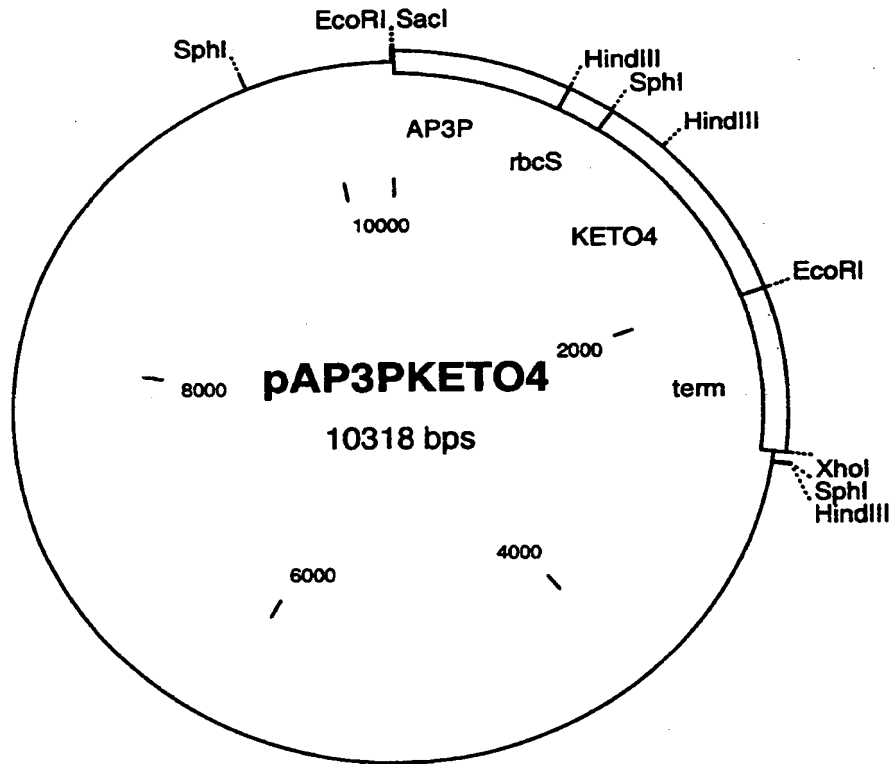 EcoRI SacI
SphI
HindIII
SphI
HindIII
AP3P
rbcS
10000
KETO4
EcoRI
2000
8000
pAP3PKETO4
term
10318 bps
XhoI
SphI
HindIII
4000
6000